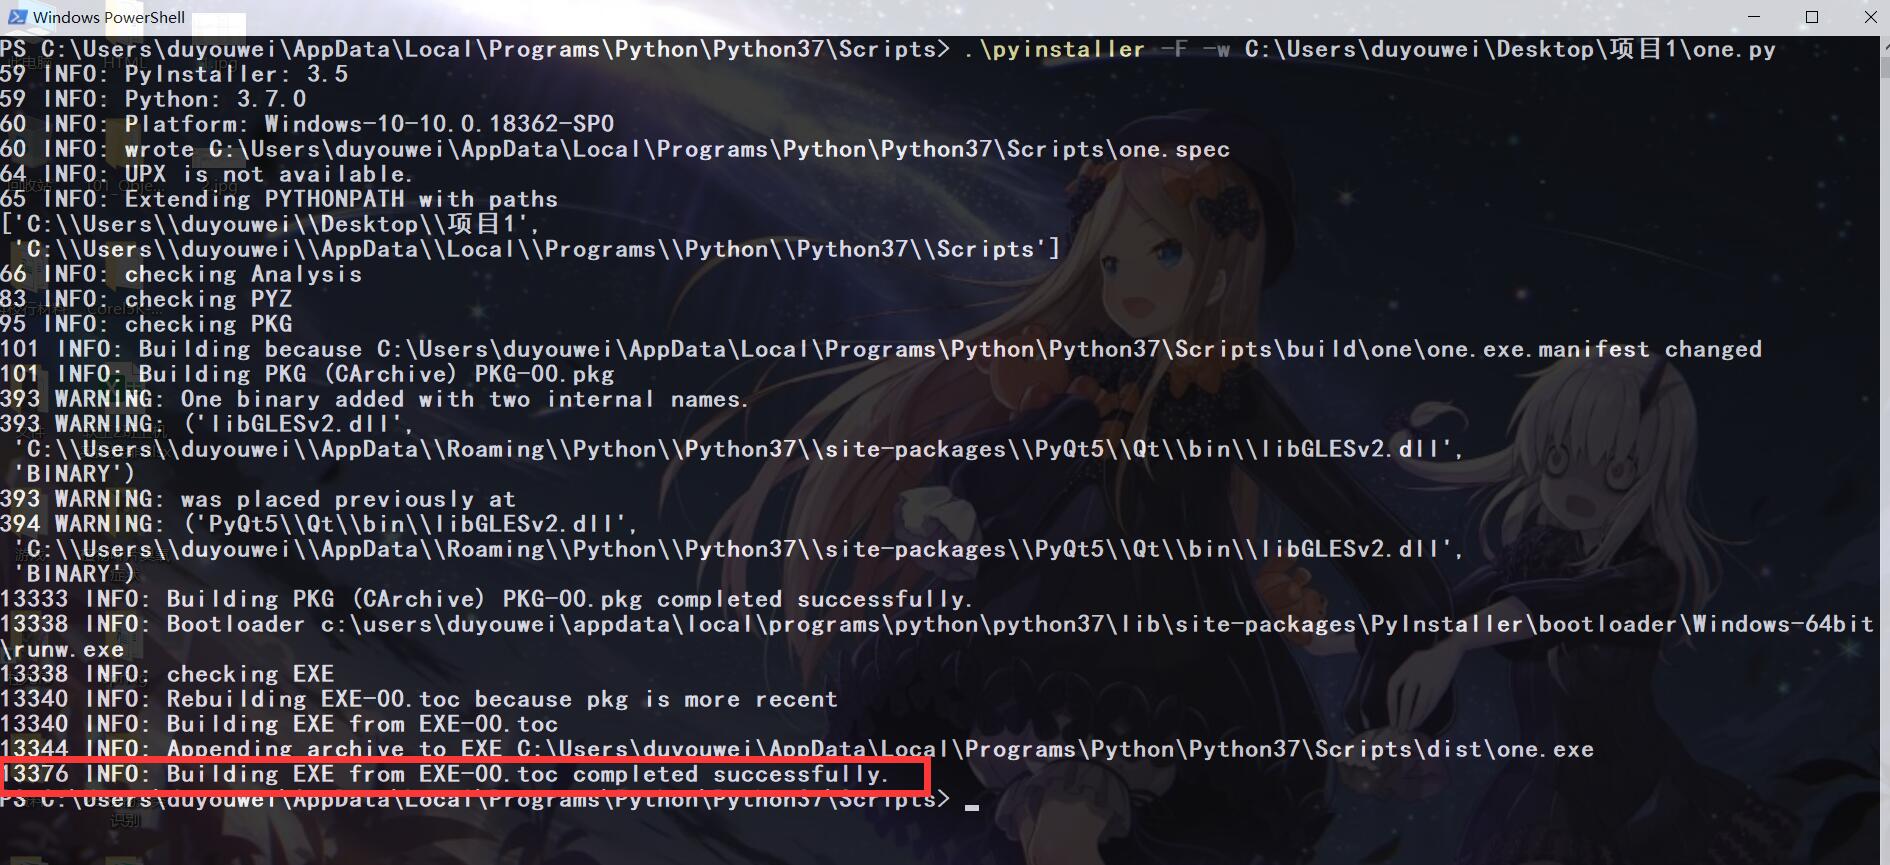 Windows PowerShell
PS C:\Users\duyouwei\AppData\Local\Programs\Python\Python37\Scripts> .\pyinstaller -F -w C:\Users\duyouwei\Desktop\项目1\one.py
59 INFO: PyInstaller: 3.5
59 INFO: Python: 3.7.0
60 INFO: Platform: Windows-10-10.0.18362-SP0
60 INFO: wrote C:\Users\duyouwei\AppData\Local\Programs\Python\Python37\Scripts\one.spec
64 INFO: UPX is not available.
65 INFO: Extending PYTHONPATH with paths
['C:\\Users\\duyouwei\\Desktop\\项目1',
'C:\\Users\\duyouwei\\AppData\\Local\\Programs\\Python\\Python37\\Scripts']
66 INFO: checking Analysis
83 INFO: checking PYZ
95 INFO: checking PKG
101 INFO: Building because C:\Users\duyouwei\AppData\Local\Programs\Python\Python37\Scripts\build\one\one.exe.manifest changed
101 INFO: Building PKG (CArchive) PKG-00.pkg
393 WARNING: One binary added with two internal names.
393 WARNING: ('libGLESv2.dll',
'C:\\Users\\duyouwei\\AppData\\Roaming\\Python\\Python37\\site-packages\\PyQt5\\Qt\\bin\\libGLESv2.dll',
'BINARY')
393 WARNING: was placed previously at
394 WARNING: ('PyQt5\\Qt\\bin\\libGLESv2.dll',
'C:\\Users\\duyouwei\\AppData\\Roaming\\Python\\Python37\\site-packages\\PyQt5\\Qt\\bin\\libGLESv2.dll',
'BINARY')
13333 INFO: Building PKG (CArchive) PKG-00.pkg completed successfully.
13338 INFO: Bootloader c:\users\duyouwei\appdata\local\programs\python\python37\lib\site-packages\PyInstaller\bootloader\Windows-64bit
\runw.exe
13338 INFO: checking EXE
13340 INFO: Rebuilding EXE-00.toc because pkg is more recent
13340 INFO: Building EXE from EXE-00.toc
13344 INFO: Appending archive to EXE C:\Users\duyouwei\AppData\Local\Programs\Python\Python37\Scripts\dist\one.exe
13376 INFO: Building EXE from EXE-00.toc completed successfully.
PS C:\Users\duyouwei\AppData\Local\Programs\Python\Python37\Scripts>
识别